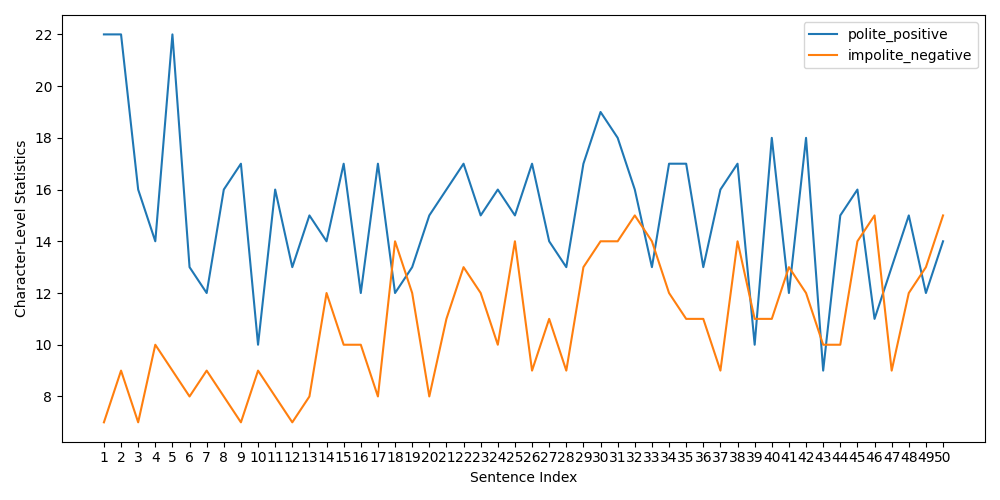 polite_positive
impolite_negative
Character-Level Statistics
22
20
18
16
14
12
10
8
1 2 3 4 5 6 7 8 9 10 11 12 13 14 15 16 17 18 19 20 21 22 23 24 25 26 27 28 29 30 31 32 33 34 35 36 37 38 39 40 41 42 43 44 45 46 47 48 49 50
Sentence Index